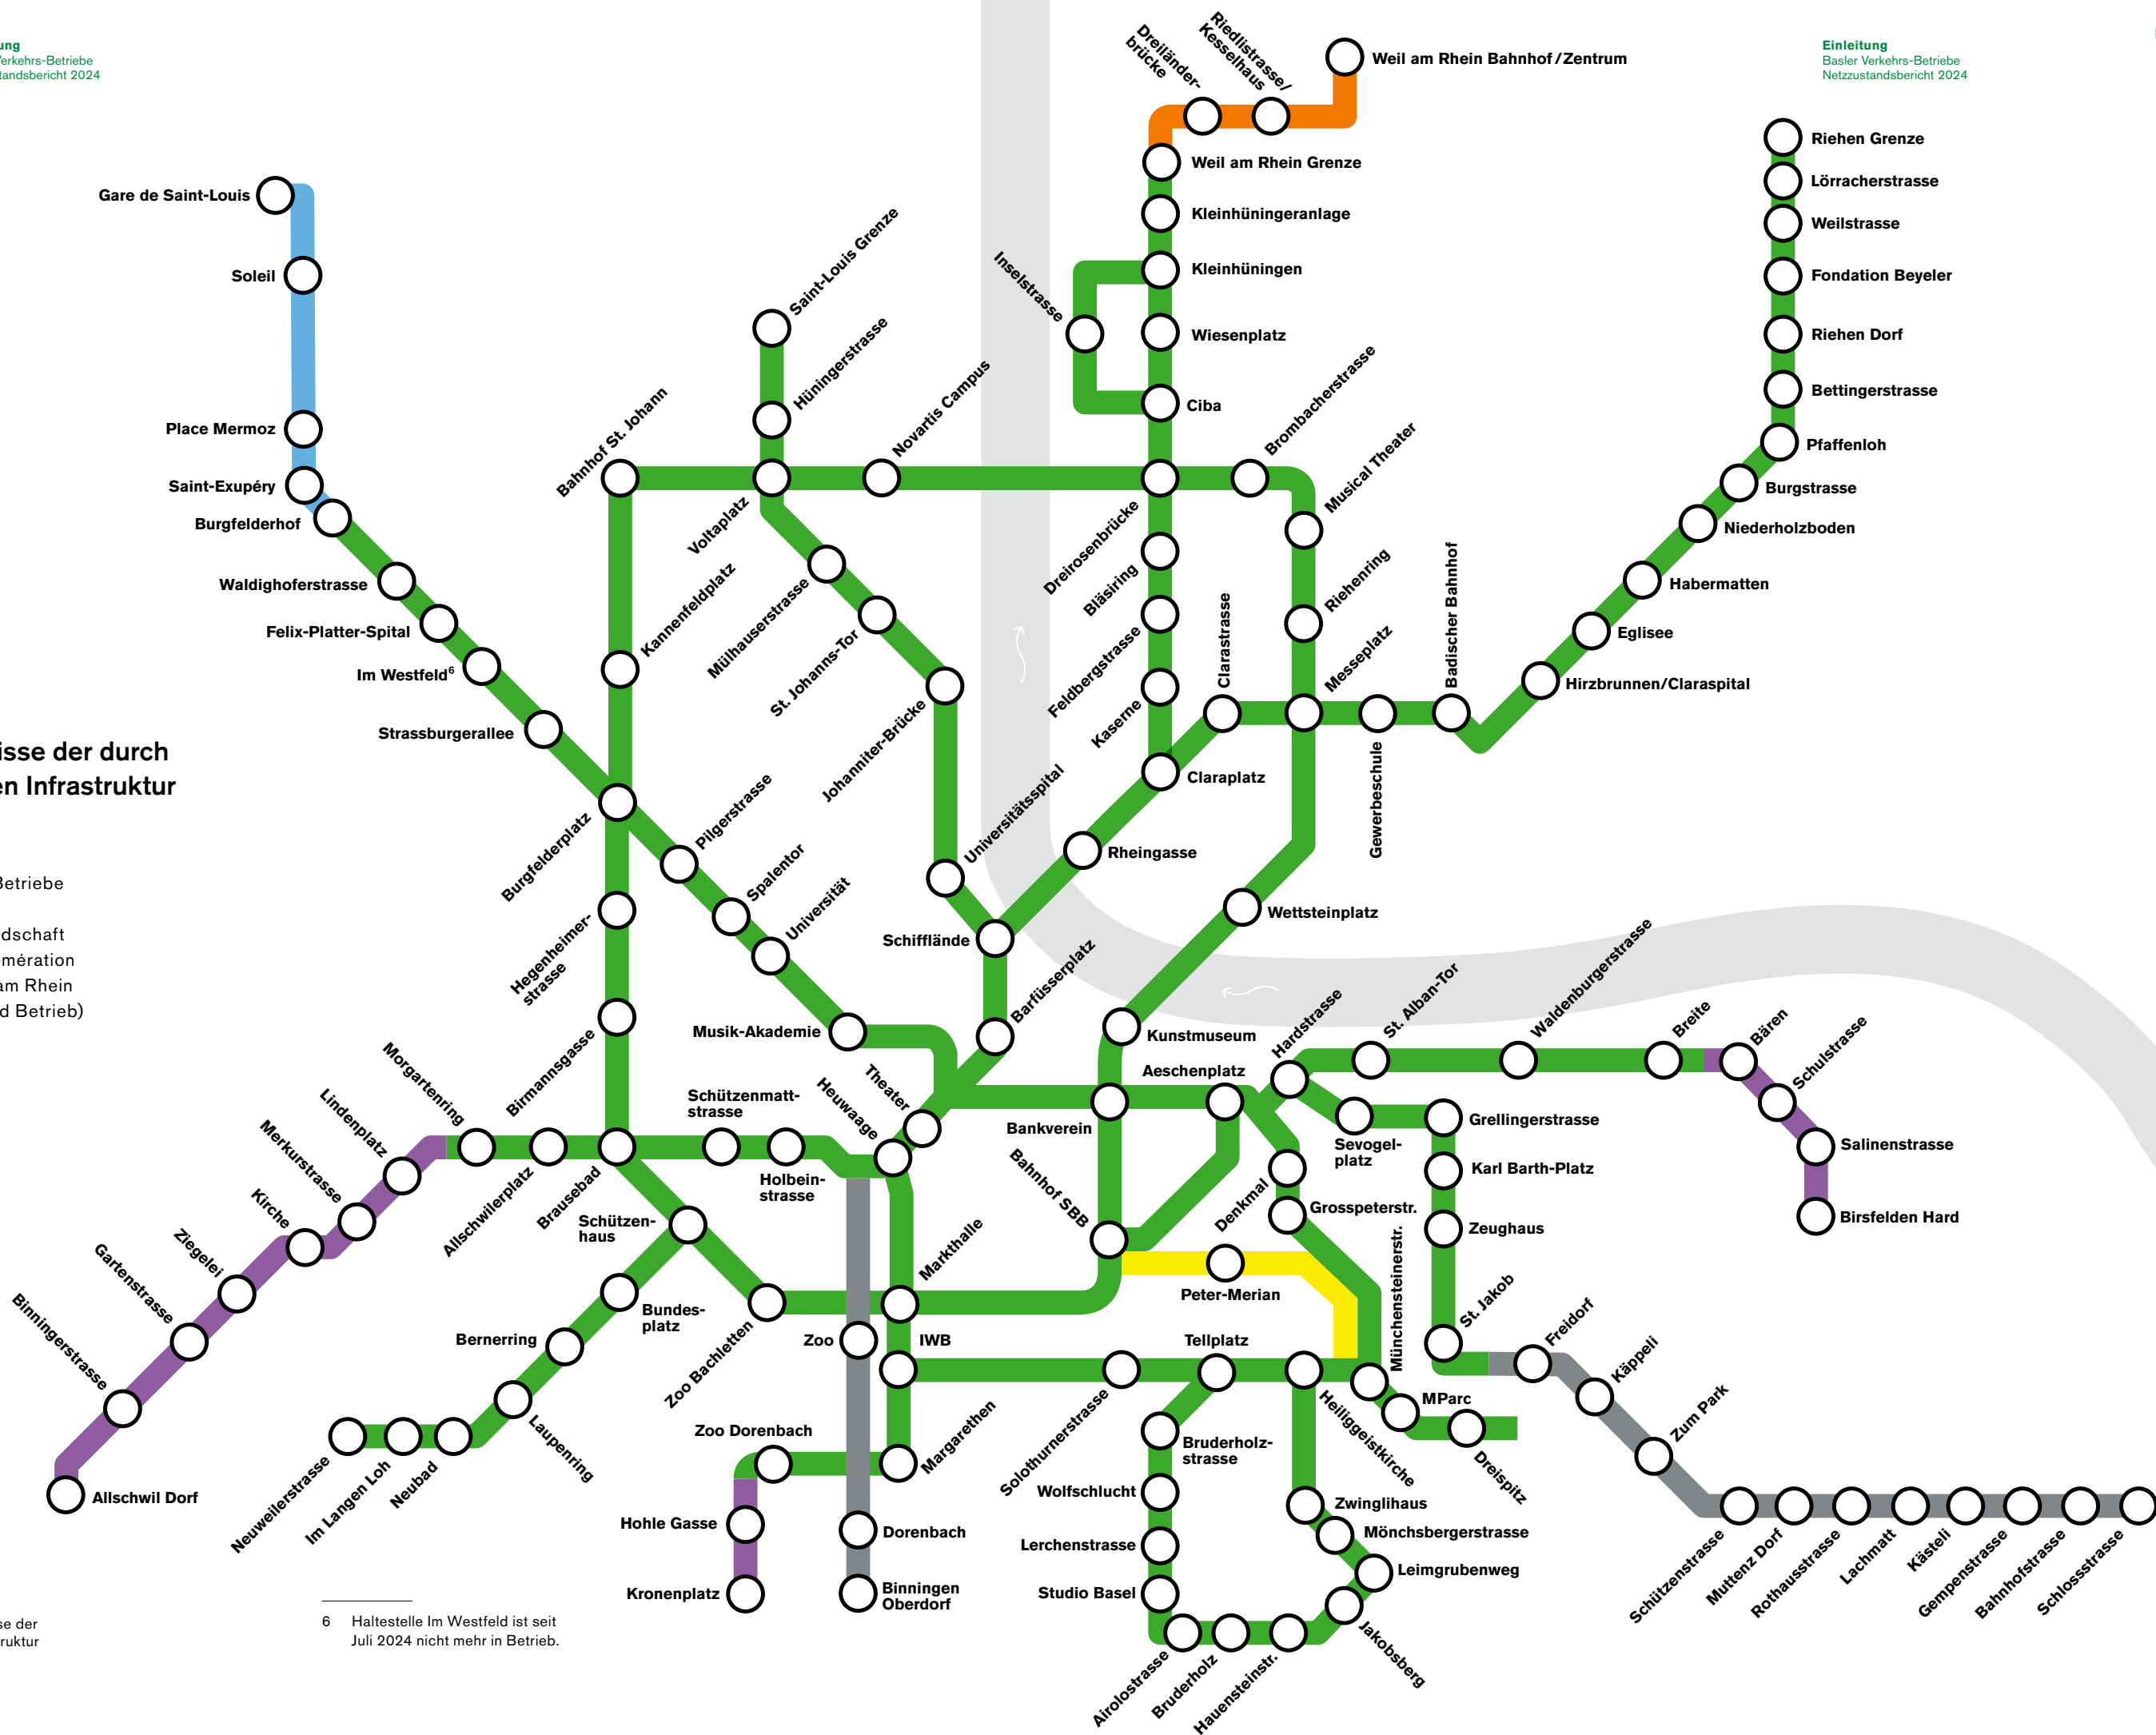 ung
Verkehrs-Betriebe
tandsbericht 2024
Einleitung
Basler Verkehrs-Betriebe
Netzzustandsbericht 2024
Dreiländer-
brücke
Riedlistrasse/
Kesselhaus
Weil am Rhein Bahnhof/Zentrum
Weil am Rhein Grenze
Kleinhüningeranlage
Kleinhüningen
Inselstrasse
Wiesenplatz
Ciba
Riehen Grenze
Lörracherstrasse
Weilstrasse
Fondation Beyeler
Riehen Dorf
Bettingerstrasse
Pfaffenloh
Burgstrasse
Niederholzboden
Habermatten
Eglisee
Hirzbrunnen/Claraspital
Badischer Bahnhof
Gewerbeschule
Messeplatz
Clarastrasse
Riehenring
Musical Theater
Brombacherstrasse
Gare de Saint-Louis
Soleil
Place Mermoz
Saint-Exupéry
Burgfelderhof
Waldighoferstrasse
Felix-Platter-Spital
Im Westfeld⁶
Strassburgerallee
Saint-Louis Grenze
Hüningerstrasse
Novartis Campus
Bahnhof St. Johann
Voltaplatz
Kannenfeldplatz
Mülhauserstrasse
St. Johanns-Tor
Johanniter-Brücke
Universitätsspital
Dreirosenbrücke
Bläsiring
Feldbergstrasse
Kaserne
Claraplatz
Rheingasse
Schifflände
Wettsteinplatz
Kunstmuseum
isse der durch
en Infrastruktur
Betriebe
dschaft
mération
am Rhein
d Betrieb)
Burgfelderplatz
Pilgerstrasse
Spalentor
Universität
Musik-Akademie
Hegenheimer-
strasse
Birmannsgasse
Barfüsserplatz
Theater
Heuwaage
Bankverein
Aeschenplatz
Hardstrasse
St. Alban-Tor
Waldenburgerstrasse
Breite
Bären
Schulstrasse
Salinenstrasse
Birsfelden Hard
Sevogel-
platz
Grellingerstrasse
Karl Barth-Platz
Zeughaus
St. Jakob
Freidorf
Käppeli
Zum Park
Schützenstrasse
Muttenz Dorf
Rothausstrasse
Lachmatt
Kästeli
Gempenstrasse
Bahnhofstrasse
Schlossstrasse
Morgartenring
Lindenplatz
Merkurstrasse
Kirche
Ziegelei
Gartenstrasse
Binningerstrasse
Allschwil Dorf
Allschwilerplatz
Brausebad
Schützenmatt-
strasse
Holbein-
strasse
Schützen-
haus
Bundes-
platz
Bernerring
Laupenring
Neubad
Im Langen Loh
Neuweilerstrasse
Zoo Bachletten
Zoo
Markthalle
IWB
Margarethen
Zoo Dorenbach
Hohle Gasse
Kronenplatz
Dorenbach
Binningen
Oberdorf
Bahnhof SBB
Denkmal
Grosspeterstr.
Peter-Merian
Münchensteinerstr.
MParc
Dreispitz
Tellplatz
Solothurnerstrasse
Heiliggeistkirche
Bruderholz-
strasse
Wolfschlucht
Lerchenstrasse
Studio Basel
Airolostrasse
Bruderholz
Hauensteinstr.
Jakobsberg
Leimgrubenweg
Mönchsbergerstrasse
Zwinglihaus
se der
ruktur
6 Haltestelle Im Westfeld ist seit
Juli 2024 nicht mehr in Betrieb.